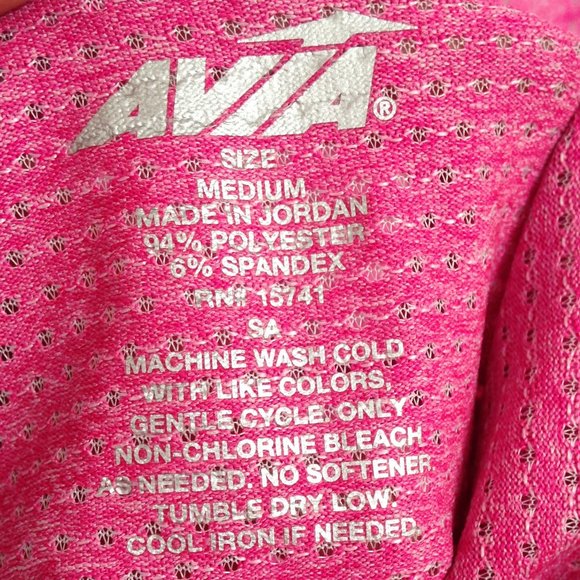 AVIA®
SIZE
MEDIUM
MADE IN JORDAN
94% POLYESTER
6% SPANDEX
RN# 15741
SA
MACHINE WASH COLD
WITH LIKE COLORS,
GENTLE CYCLE. ONLY
NON-CHLORINE BLEACH
AS NEEDED. NO SOFTENER.
TUMBLE DRY LOW.
COOL IRON IF NEEDED.